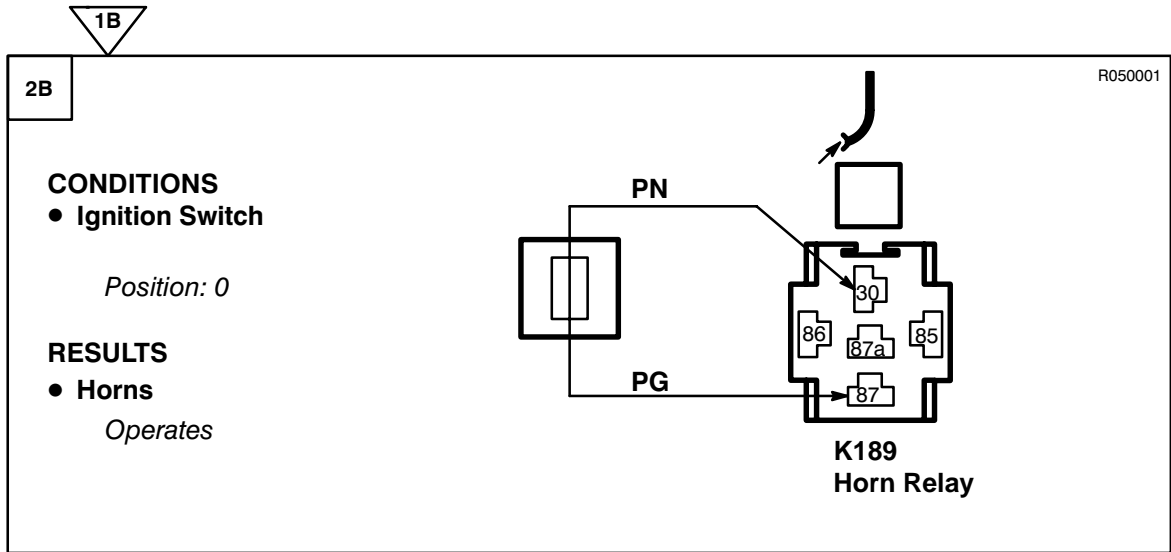 1B
2B
R050001
CONDITIONS
● Ignition Switch
Position: 0
RESULTS
● Horns
Operates
PN
PG
30
86
87a
85
87
K189
Horn Relay